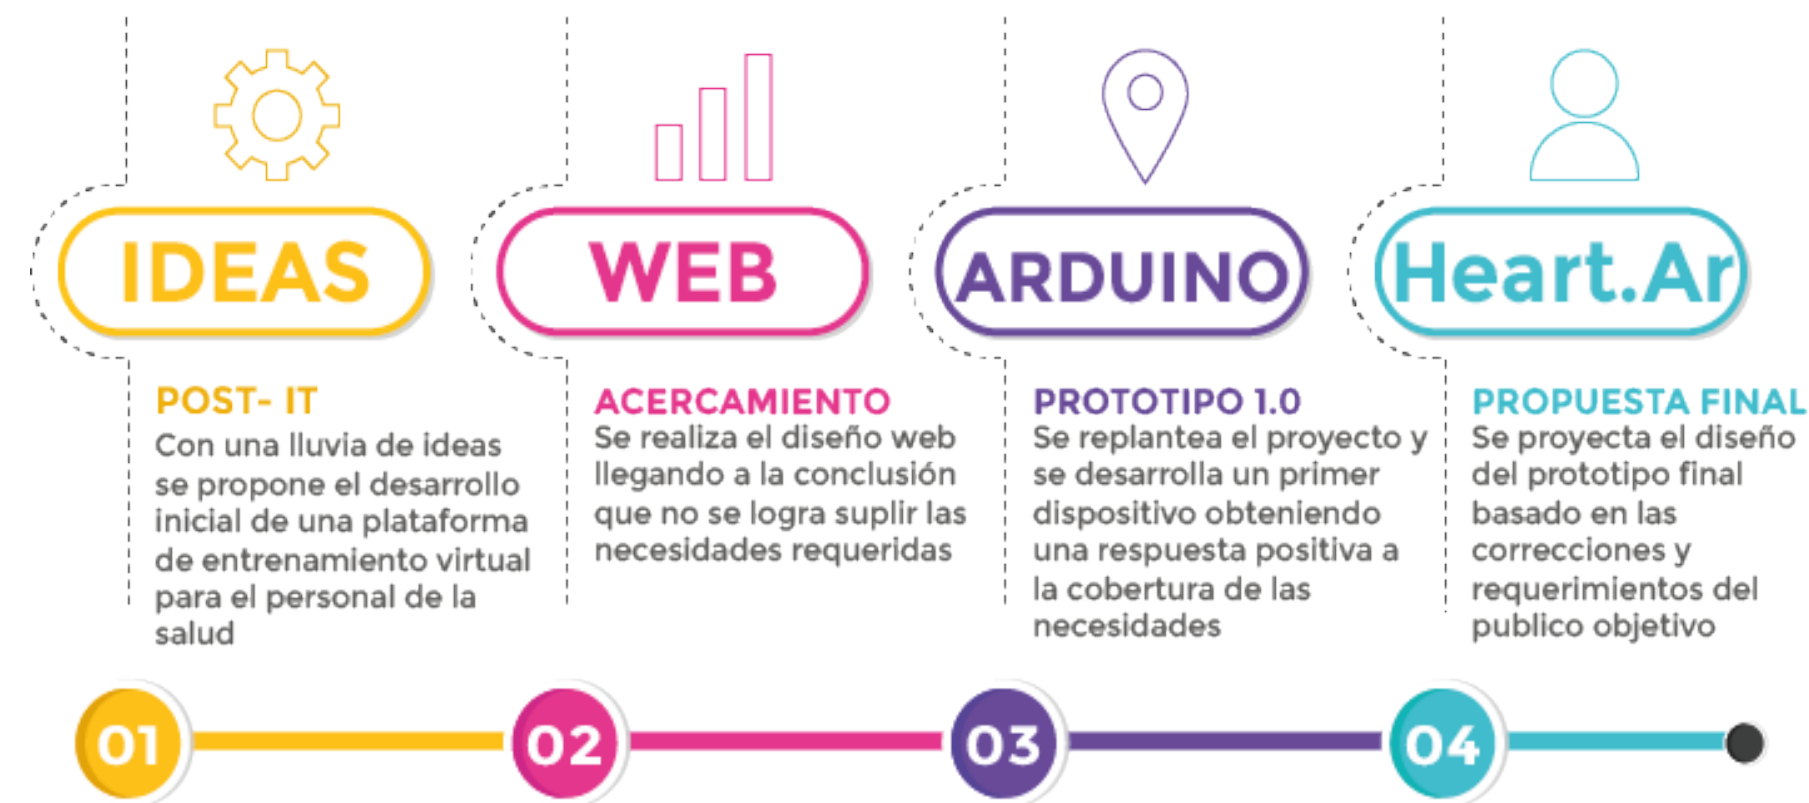 IDEAS
POST- IT
Con una lluvia de ideas
se propone el desarrollo
inicial de una plataforma
de entrenamiento virtual
para el personal de la
salud
01
WEB
ACERCAMIENTO
Se realiza el diseño web
llegando a la conclusión
que no se logra suplir las
necesidades requeridas
02
ARDUINO
PROTOTIPO 1.0
Se replantea el proyecto y
se desarrolla un primer
dispositivo obteniendo
una respuesta positiva a
la cobertura de las
necesidades
03
Heart.Ar
PROPUESTA FINAL
Se proyecta el diseño
del prototipo final
basado en las
correcciones y
requerimientos del
publico objetivo
04